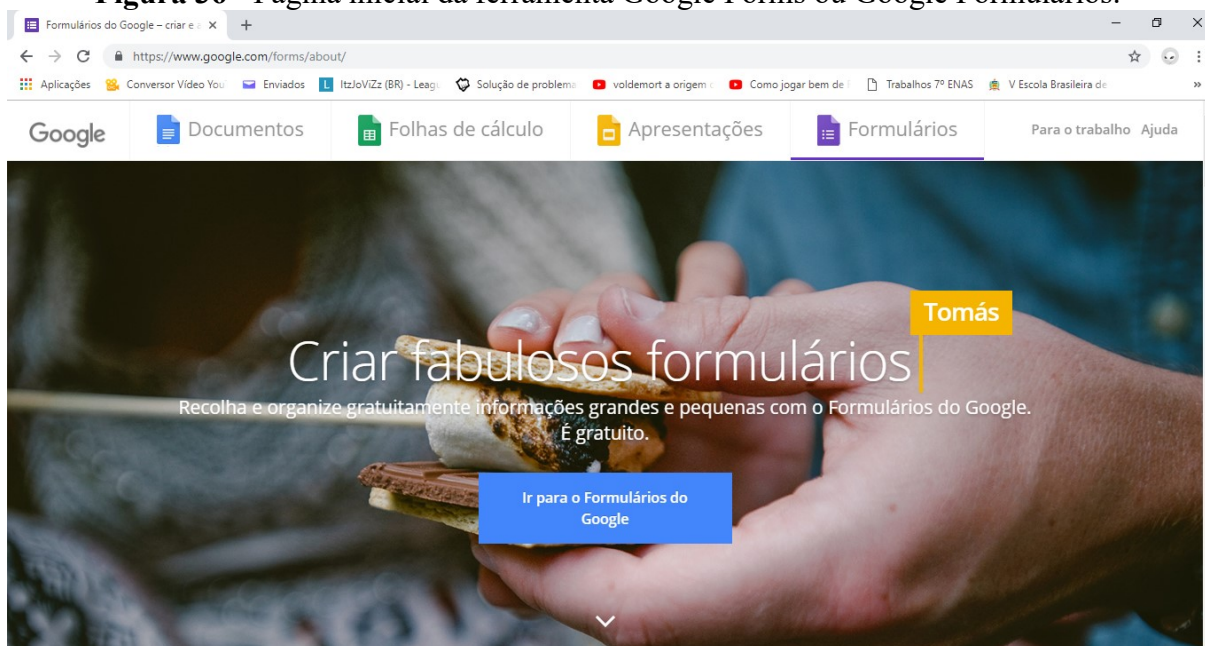 Figura 30 - Página inicial da ferramenta Google Forms ou Google Formulários.
Formulários do Google – criar e a
https://www.google.com/forms/about/
Aplicações Conversor Vídeo You Enviados ItzJoViZz (BR) - Leagu Solução de problema voldemort a origem Como jogar bem de Trabalhos 7º ENAS V Escola Brasileira de
Google Documentos Folhas de cálculo Apresentações Formulários Para o trabalho Ajuda
Tomás
Criar fabulosos formulários
Recolha e organize gratuitamente informações grandes e pequenas com o Formulários do Google.
É gratuito.
Ir para o Formulários do
Google